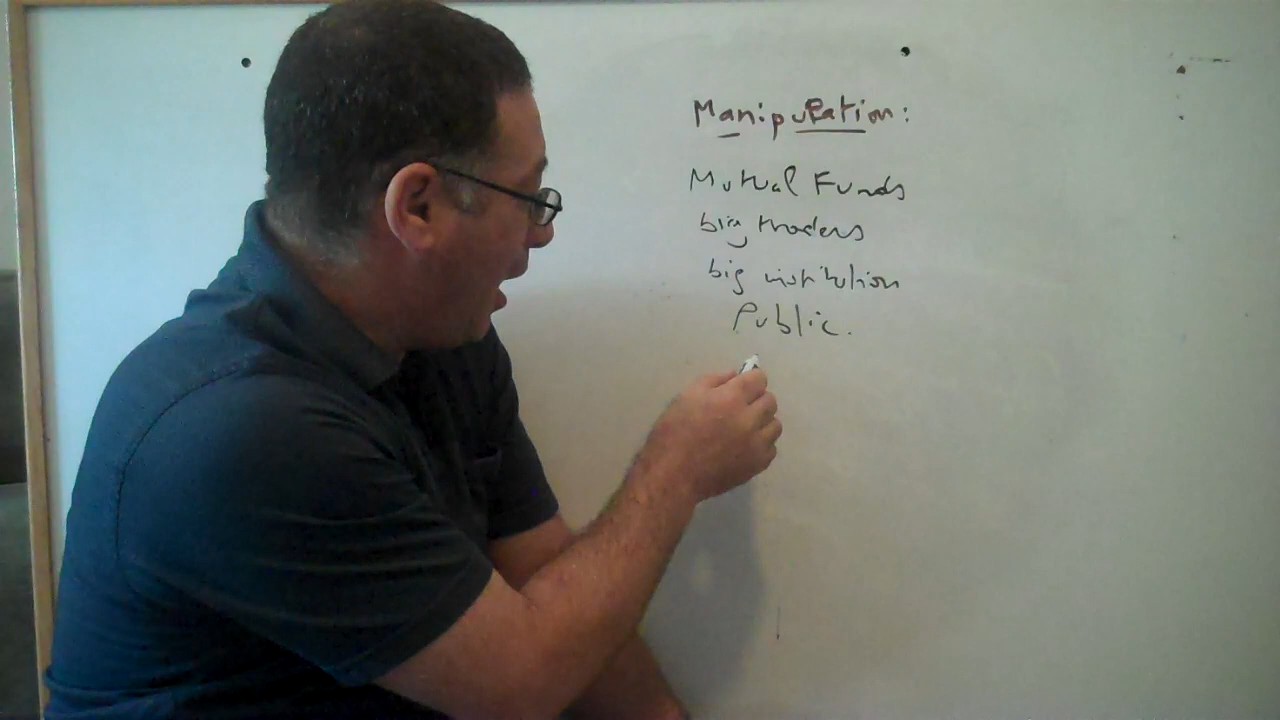 Manipulation:
Mutual Funds
big traders
big institution
Public.